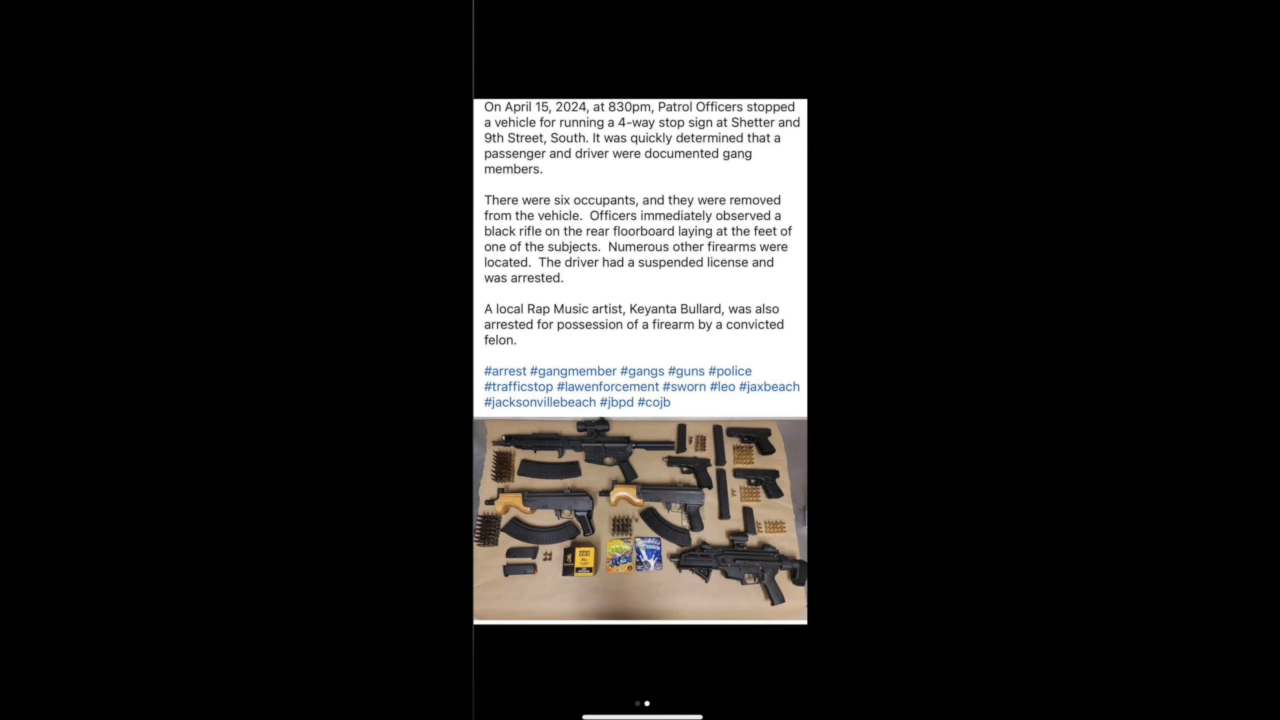 On April 15, 2024, at 830pm, Patrol Officers stopped
a vehicle for running a 4-way stop sign at Shetter and
9th Street, South. It was quickly determined that a
passenger and driver were documented gang
members.
There were six occupants, and they were removed
from the vehicle.  Officers immediately observed a
black rifle on the rear floorboard laying at the feet of
one of the subjects.  Numerous other firearms were
located.  The driver had a suspended license and
was arrested.
A local Rap Music artist, Keyanta Bullard, was also
arrested for possession of a firearm by a convicted
felon.
#arrest #gangmember #gangs #guns #police
#trafficstop #lawenforcement #sworn #leo #jaxbeach
#jacksonvillebeach #jbpd #cojb